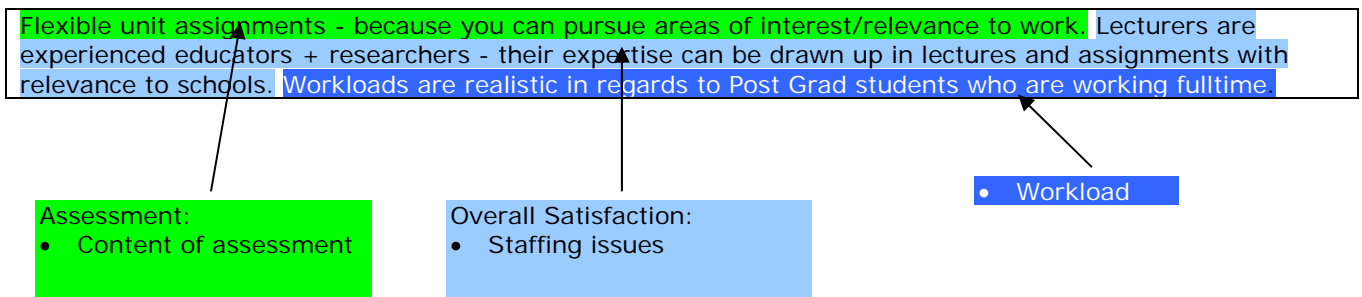 Flexible unit assignments - because you can pursue areas of interest/relevance to work. Lecturers are
experienced educators + researchers - their expertise can be drawn up in lectures and assignments with
relevance to schools. Workloads are realistic in regards to Post Grad students who are working fulltime.
Assessment:
• Content of assessment
Overall Satisfaction:
• Staffing issues
• Workload